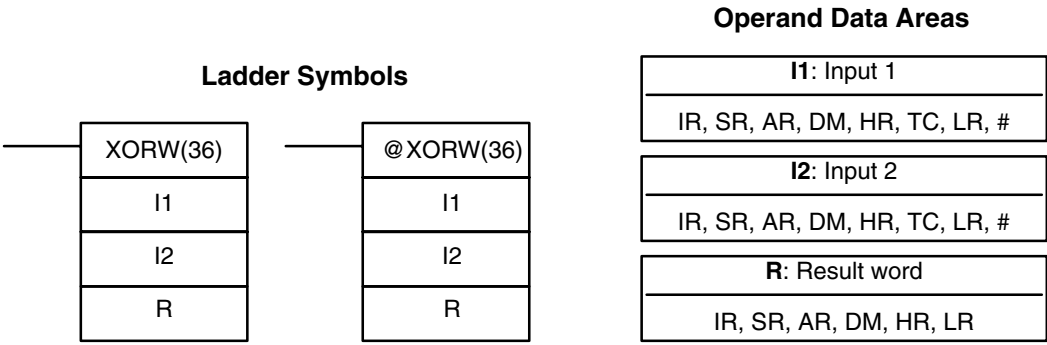 Ladder Symbols
XORW(36)
I1
I2
R
@XORW(36)
I1
I2
R
Operand Data Areas
I1: Input 1
IR, SR, AR, DM, HR, TC, LR, #
I2: Input 2
IR, SR, AR, DM, HR, TC, LR, #
R: Result word
IR, SR, AR, DM, HR, LR